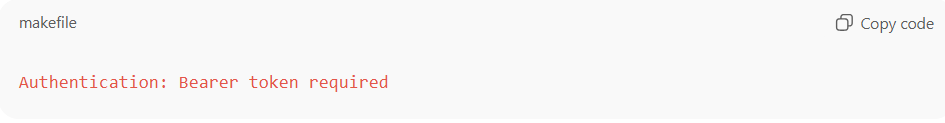 makefile
Copy code
Authentication: Bearer token required